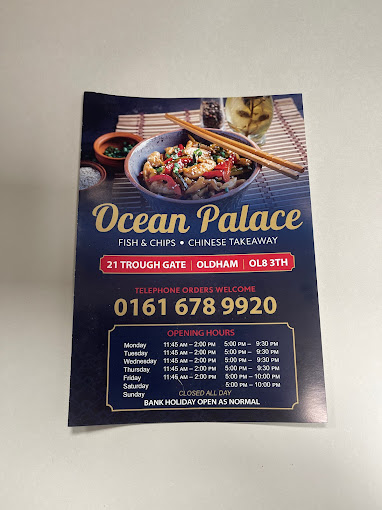 Ocean Palace
FISH & CHIPS • CHINESE TAKEAWAY
21 TROUGH GATE | OLDHAM | OL8 3TH
TELEPHONE ORDERS WELCOME
0161 678 9920
OPENING HOURS
Monday 11:45 AM – 2:00 PM 5:00 PM – 9:30 PM
Tuesday 11:45 AM – 2:00 PM 5:00 PM – 9:30 PM
Wednesday 11:45 AM – 2:00 PM 5:00 PM – 9:30 PM
Thursday 11:45 AM – 2:00 PM 5:00 PM – 9:30 PM
Friday 11:45 AM – 2:00 PM 5:00 PM – 10:00 PM
Saturday 5:00 PM – 10:00 PM
Sunday CLOSED ALL DAY
BANK HOLIDAY OPEN AS NORMAL